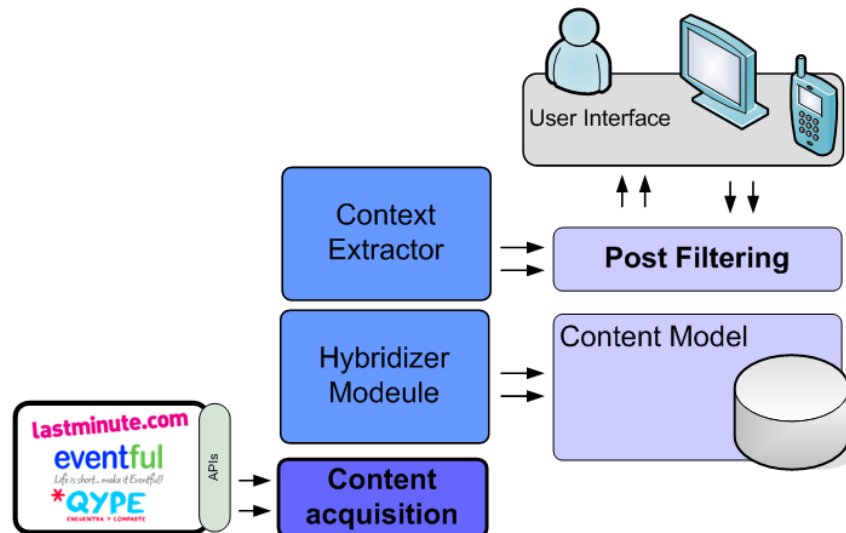 User Interface
Context
Extractor
Post Filtering
Hybridizer
Modeule
Content Model
lastminute.com
eventful
Life is short... make it Eventful!
*QYPE
ENCUENTRA Y COMPARTE
APIs
Content
acquisition